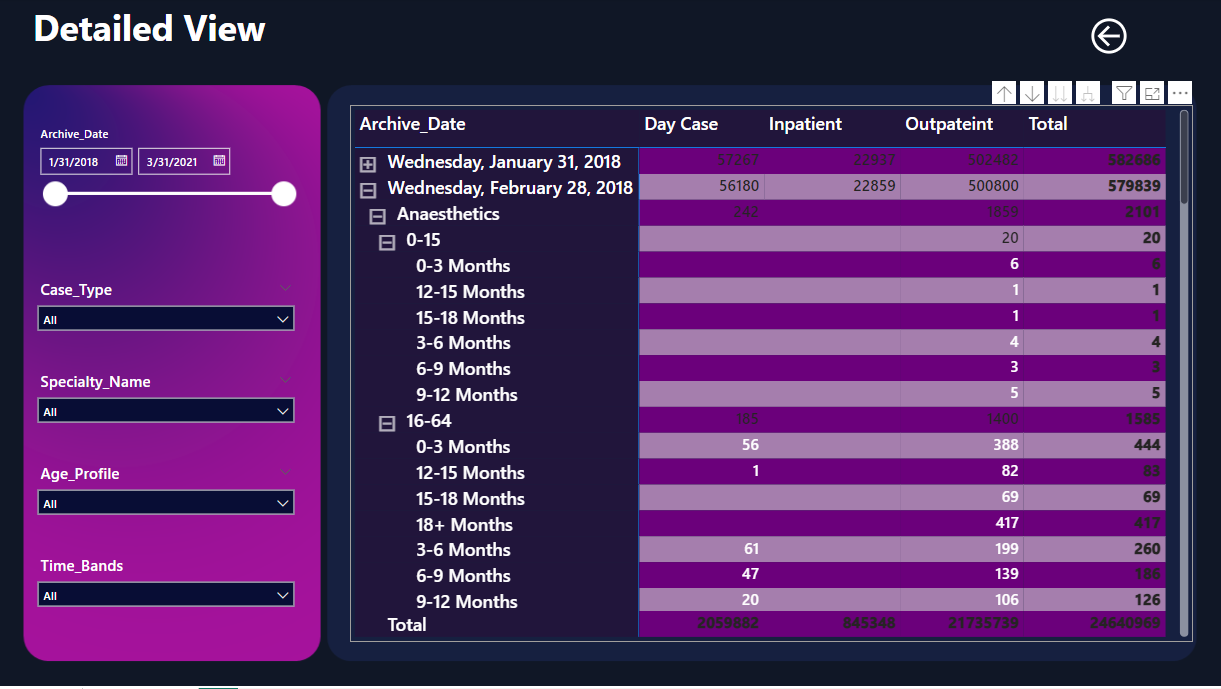 Detailed View
Archive_Date
1/31/2018 3/31/2021
Case_Type
All
Specialty_Name
All
Age_Profile
All
Time_Bands
All
Archive_Date Day Case Inpatient Outpateint Total
Wednesday, January 31, 2018 57267 22937 502482 582686
Wednesday, February 28, 2018 56180 22859 500800 579839
Anaesthetics 242 1859 2101
0-15 20 20
0-3 Months 6 6
12-15 Months 1 1
15-18 Months 1 1
3-6 Months 4 4
6-9 Months 3 3
9-12 Months 5 5
16-64 185 1400 1585
0-3 Months 56 388 444
12-15 Months 1 82 83
15-18 Months 69 69
18+ Months 417 417
3-6 Months 61 199 260
6-9 Months 47 139 186
9-12 Months 20 106 126
Total 2059882 845348 21735739 24640969